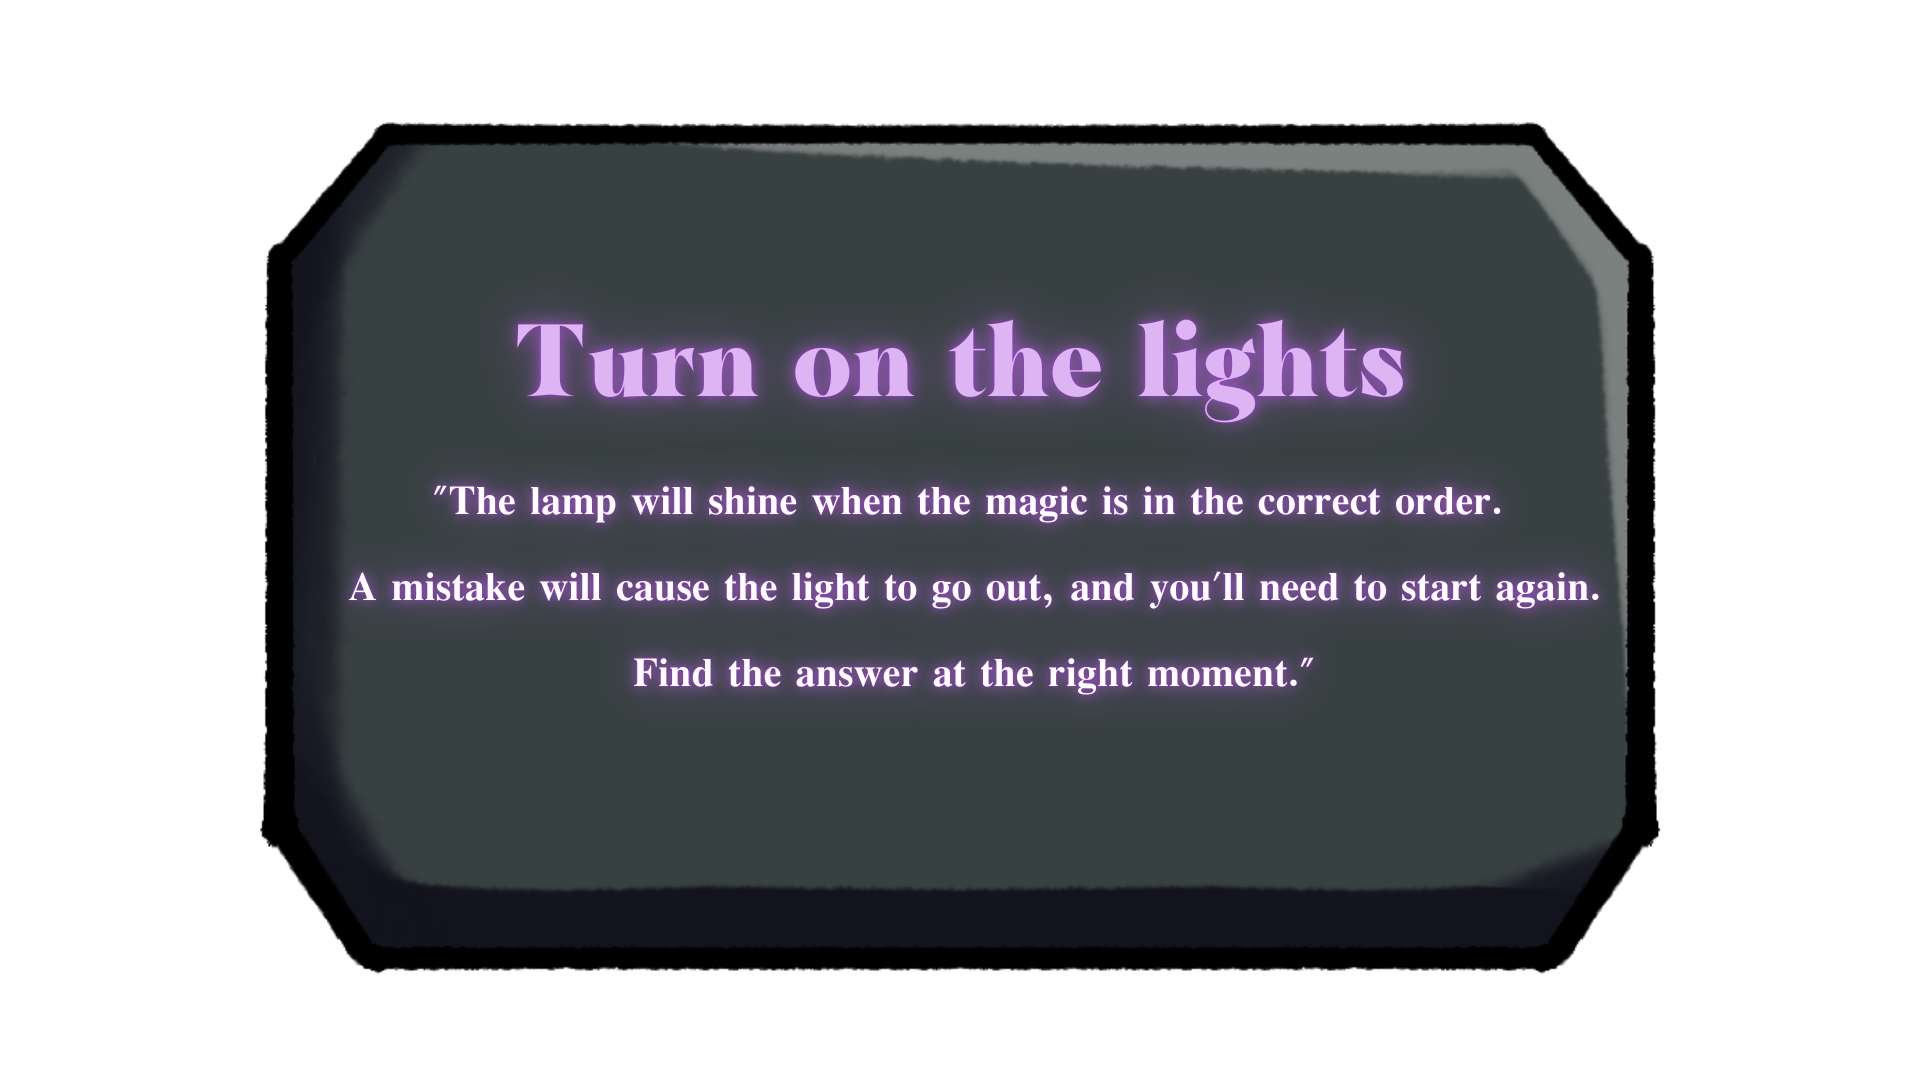 Turn on the lights
"The lamp will shine when the magic is in the correct order.
A mistake will cause the light to go out, and you'll need to start again.
Find the answer at the right moment."